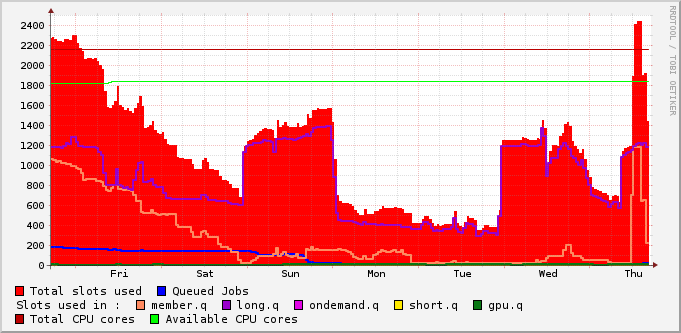 2400
2200
2000
1800
1600
1400
1200
1000
800
600
400
200
0
Fri Sat Sun Mon Tue Wed Thu
RRDTOOL / TOBI OETIKER
Total slots used Queued Jobs
Slots used in : member.q long.q ondemand.q short.q gpu.q
Total CPU cores Available CPU cores